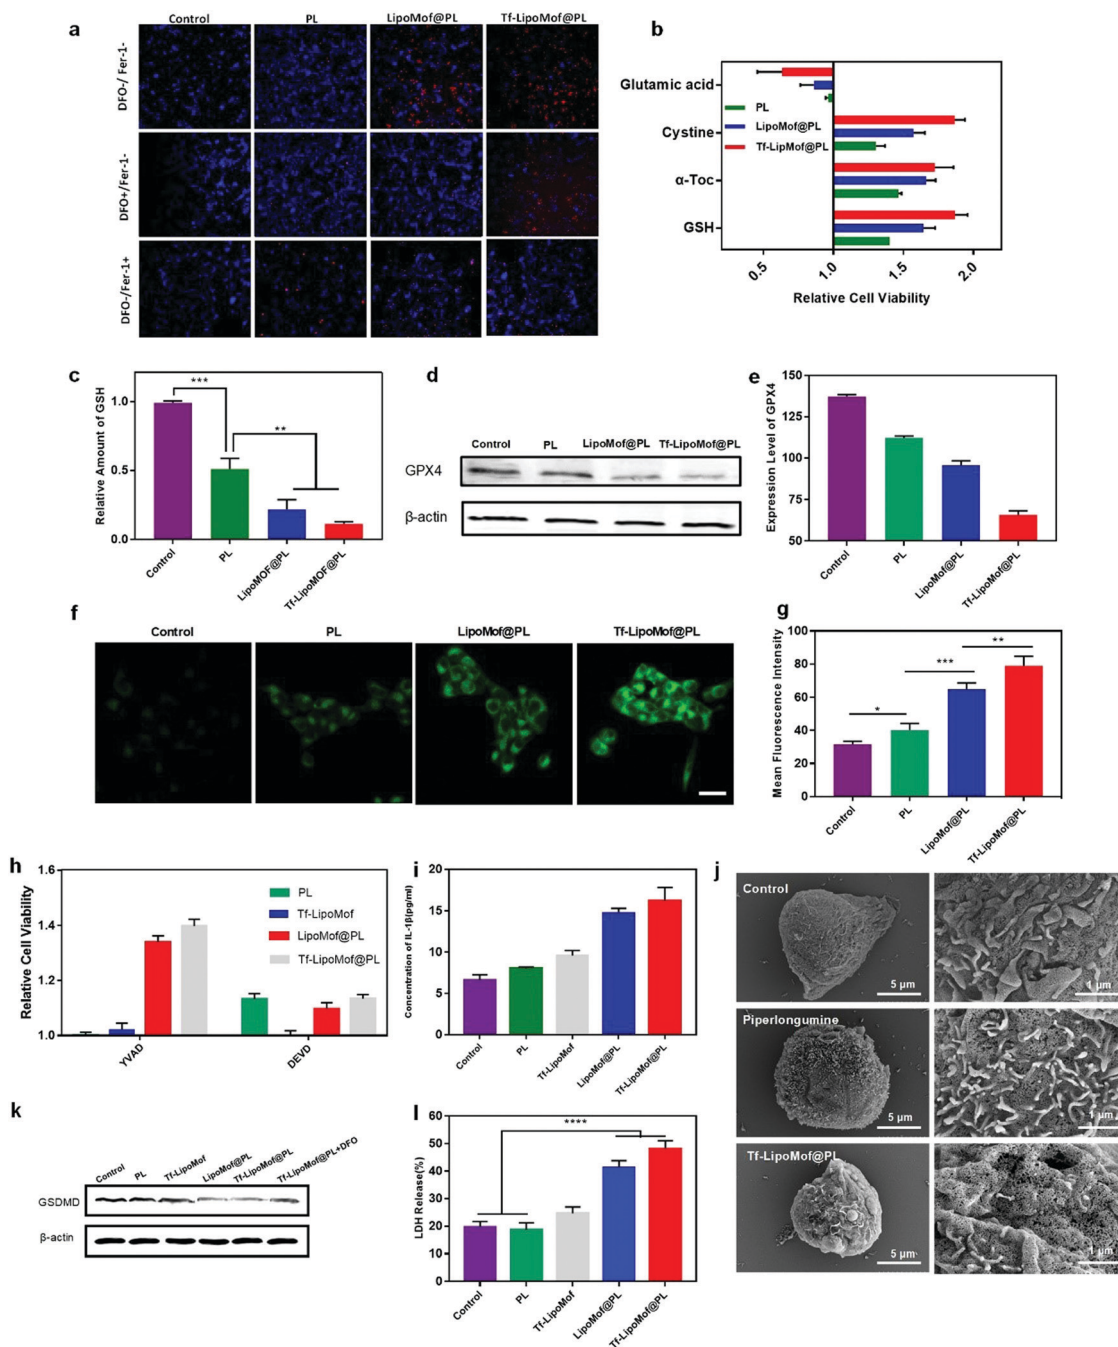 a
Control
PL
LipoMof@PL
Tf-LipoMof@PL
DFO-/ Fer-1-
DFO+/Fer-1-
DFO-/Fer-1+
b
Glutamic acid
Cystine
α-Toc
GSH
PL
LipoMof@PL
Tf-LipMof@PL
0.5
1.0
1.5
2.0
Relative Cell Viability
c
Relative Amount of GSH
1.0
0.5
0.0
***
**
Control
PL
LipoMOF@PL
Tf-LipoMOF@PL
d
Control
PL
LipoMof@PL
Tf-LipoMof@PL
GPX4
β-actin
e
Expression Level of GPX4
150
125
100
75
50
Control
PL
LipoMof@PL
Tf-LipoMof@PL
f
Control
PL
LipoMof@PL
Tf-LipoMof@PL
g
Mean Fluorescence Intensity
100
80
60
40
20
0
*
***
**
Control
PL
LipoMof@PL
Tf-LipoMof@PL
h
Relative Cell Viability
1.6
1.4
1.2
1.0
PL
Tf-LipoMof
LipoMof@PL
Tf-LipoMof@PL
YVAD
DEVD
i
Concentration of IL-1β(pg/ml)
20
15
10
5
0
Control
PL
Tf-LipoMof
LipoMof@PL
Tf-LipoMof@PL
j
Control
5 μm
1 μm
Piperlongumine
5 μm
1 μm
Tf-LipoMof@PL
5 μm
1 μm
k
Control
PL
Tf-LipoMof
LipoMof@PL
Tf-LipoMof@PL
Tf-LipoMof@PL+DFO
GSDMD
β-actin
l
LDH Release(%)
60
50
40
30
20
10
0
****
Control
PL
Tf-LipoMof
LipoMof@PL
Tf-LipoMof@PL